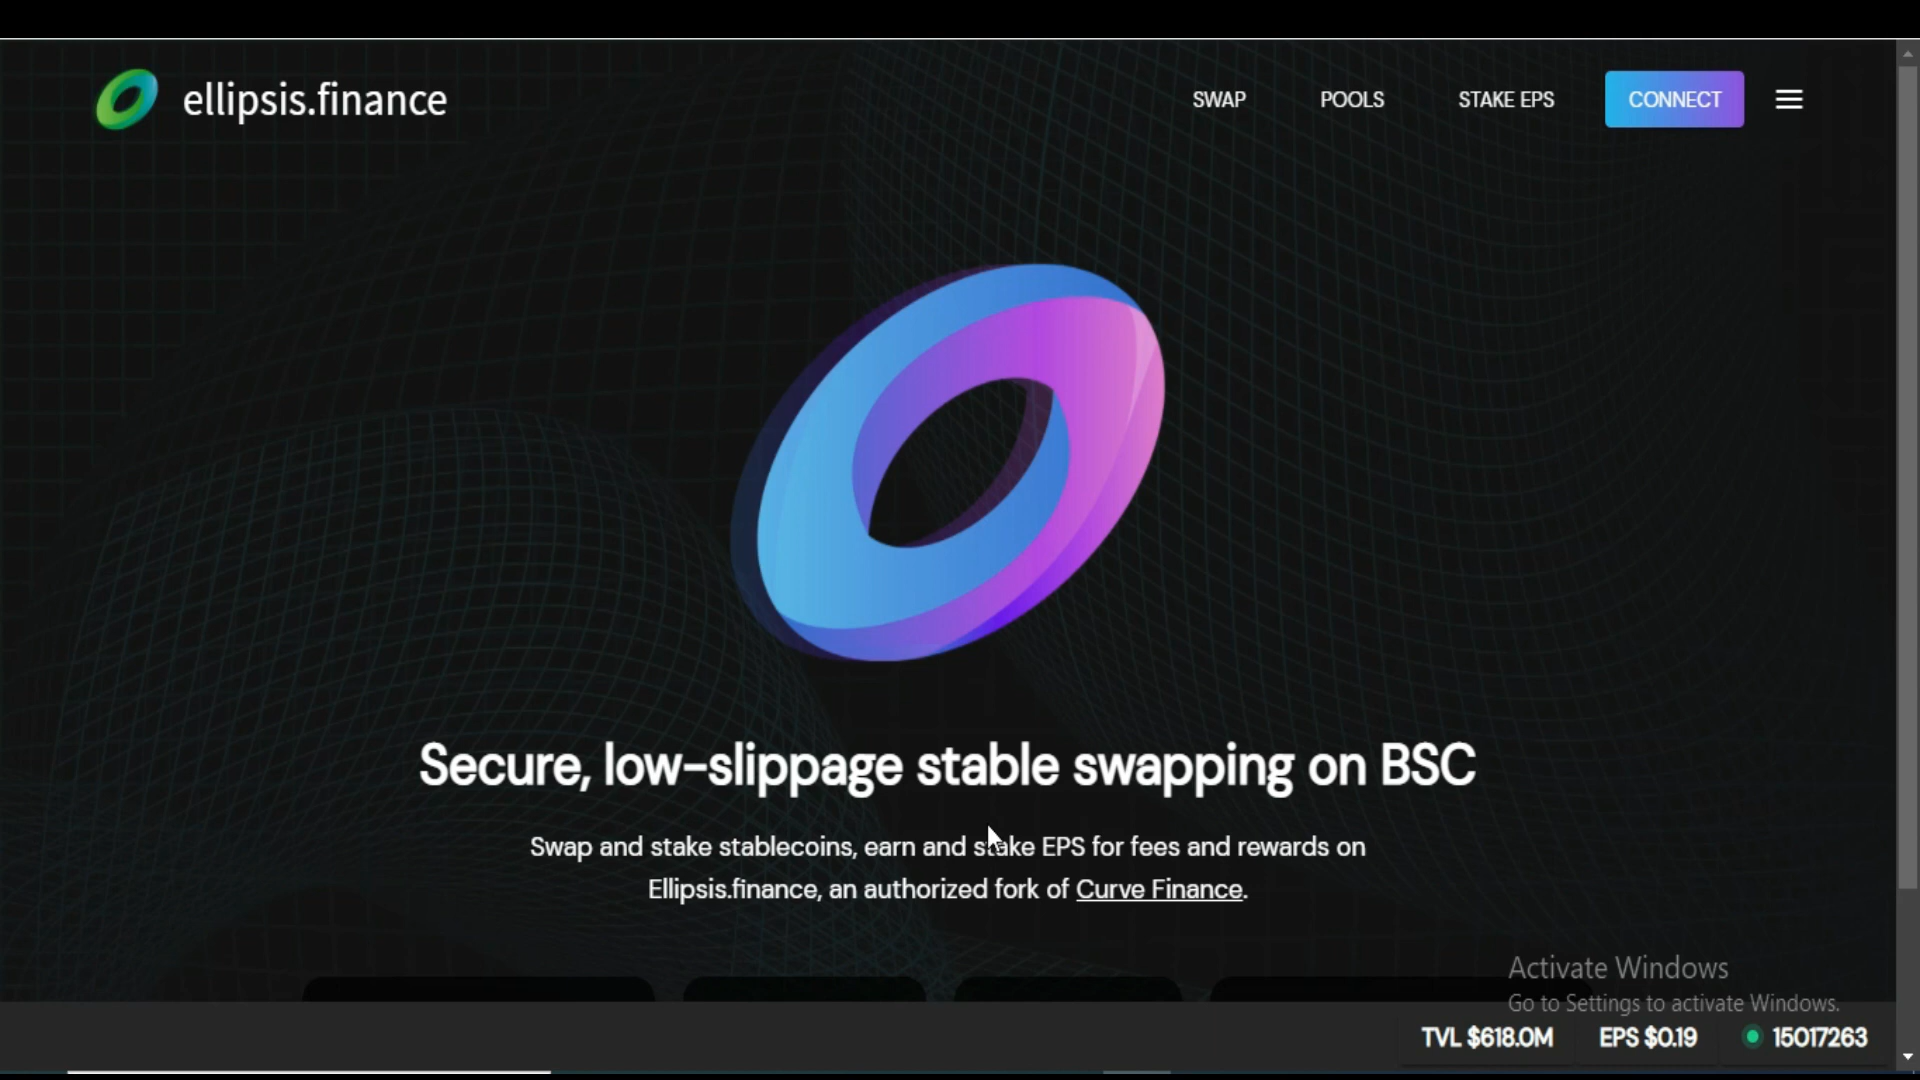 ellipsis.finance
SWAP
POOLS
STAKE EPS
CONNECT
Secure, low-slippage stable swapping on BSC
Swap and stake stablecoins, earn and stake EPS for fees and rewards on
Ellipsis.finance, an authorized fork of Curve Finance.
Activate Windows
Go to Settings to activate Windows.
TVL $618.0M
EPS $0.19
15017263